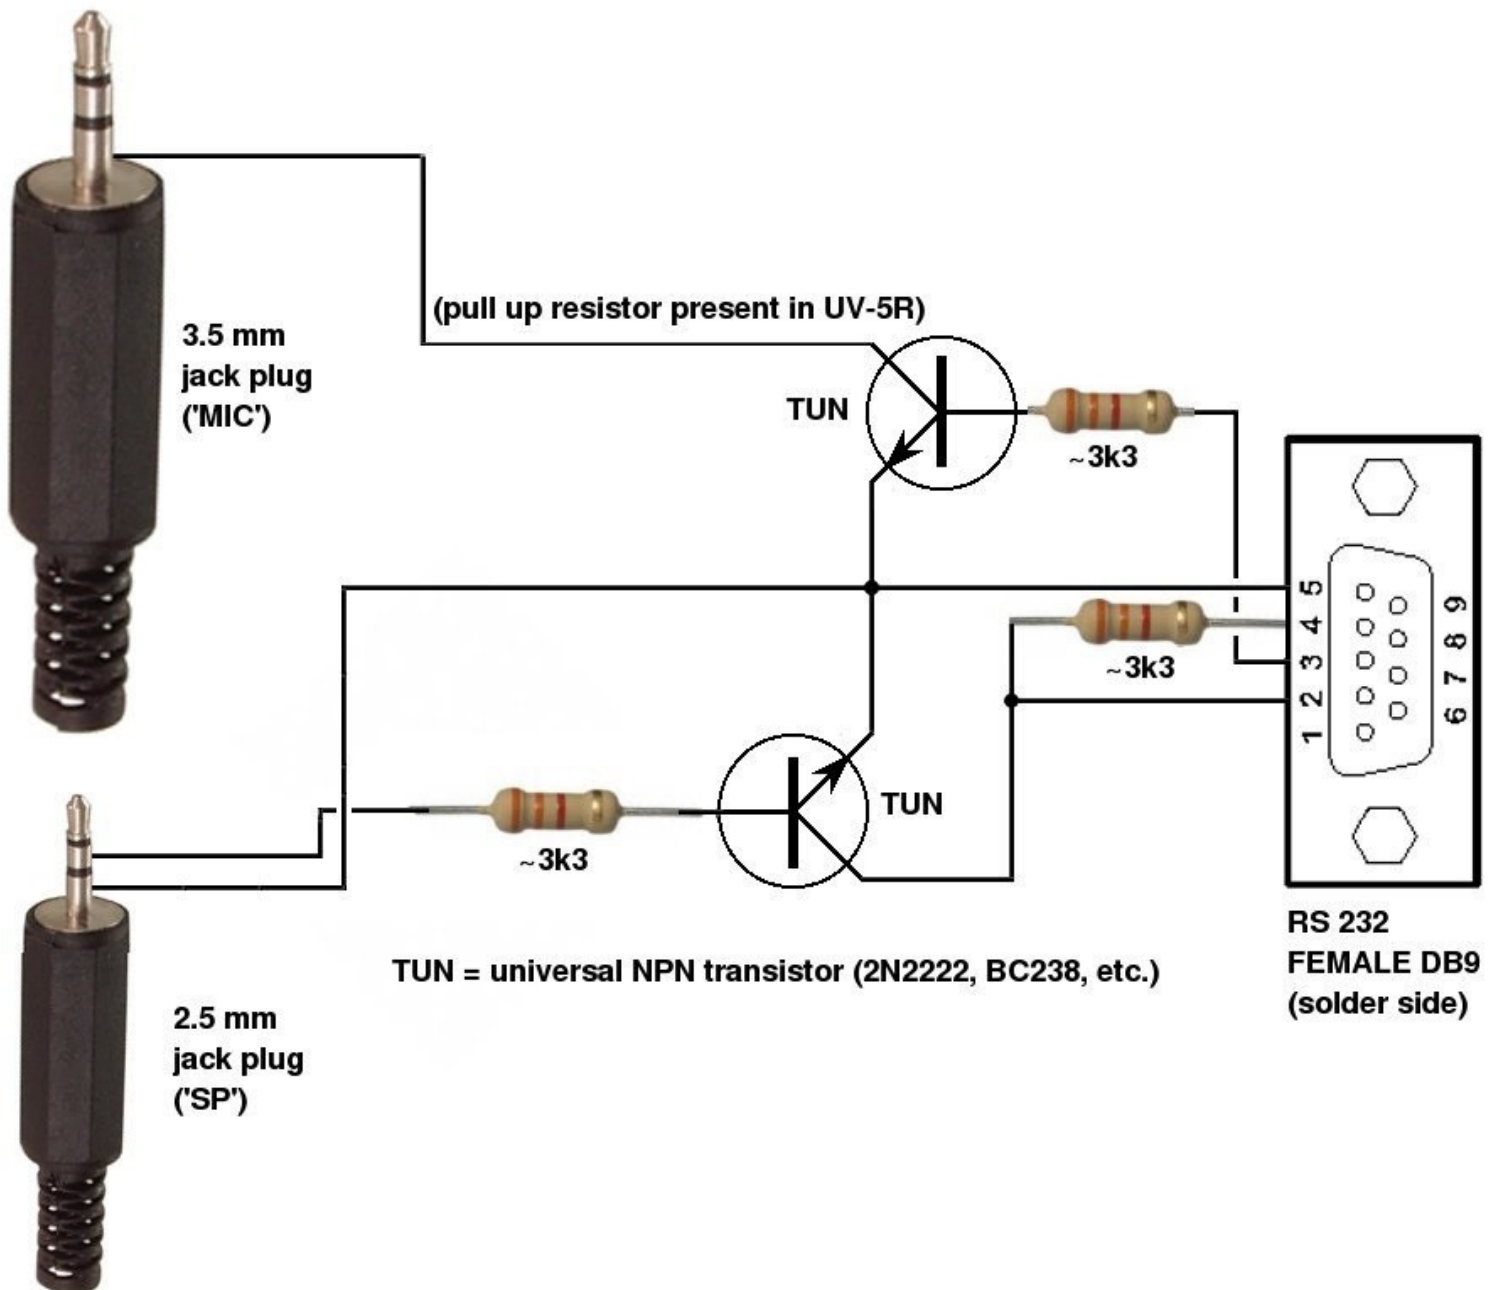 (pull up resistor present in UV-5R)
3.5 mm
jack plug
('MIC')
TUN
~3k3
5
4
3
2
1
9
8
7
6
~3k3
TUN
~3k3
RS 232
FEMALE DB9
(solder side)
TUN = universal NPN transistor (2N2222, BC238, etc.)
2.5 mm
jack plug
('SP')